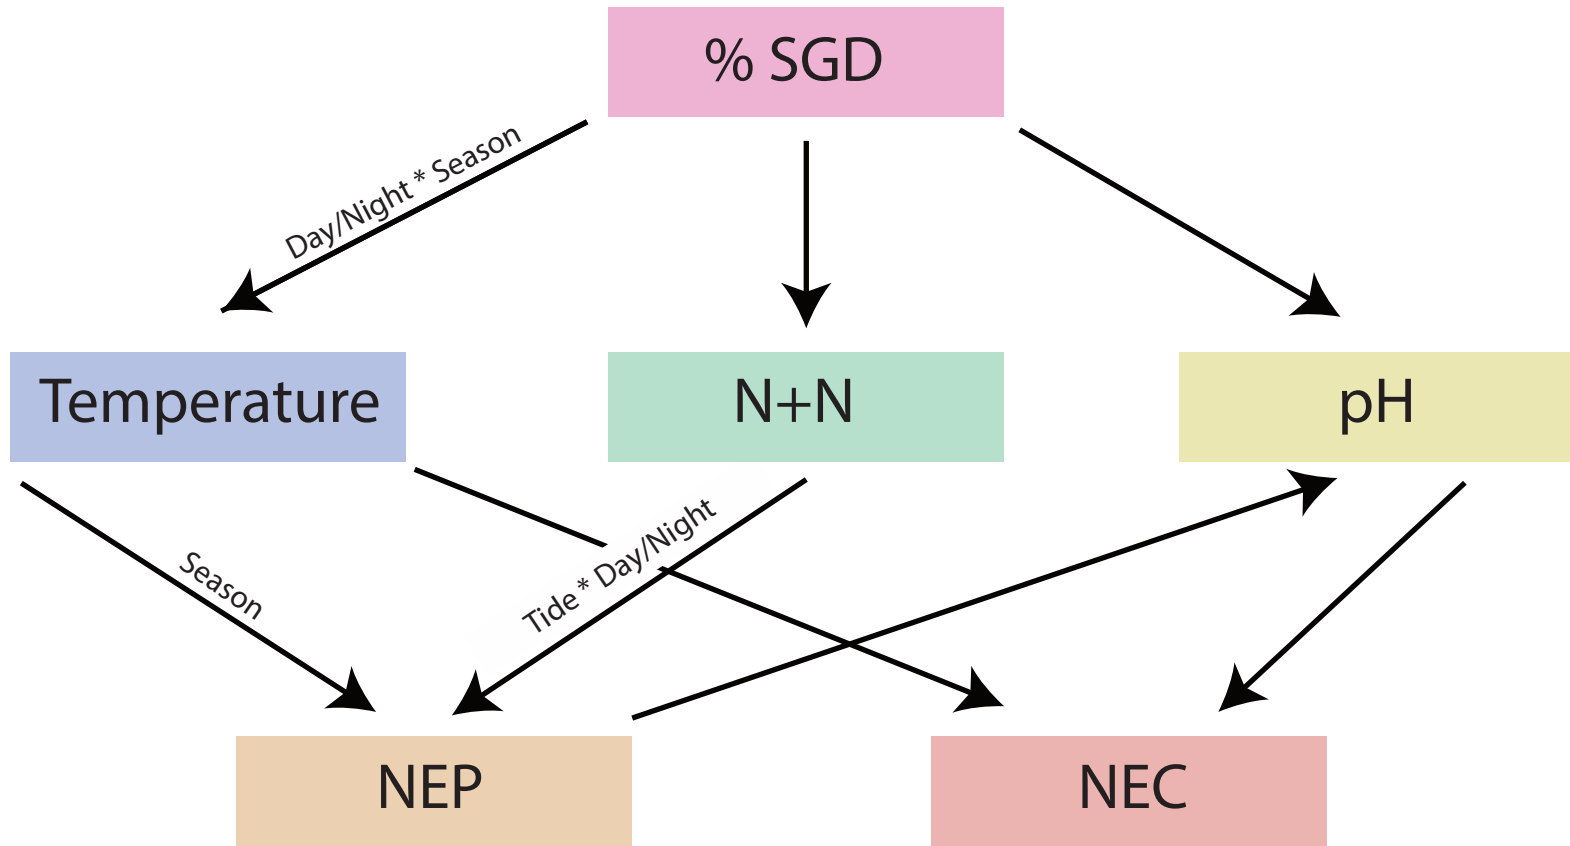 % SGD
Day/Night * Season
Temperature
N+N
pH
Season
Tide * Day/Night
NEP
NEC